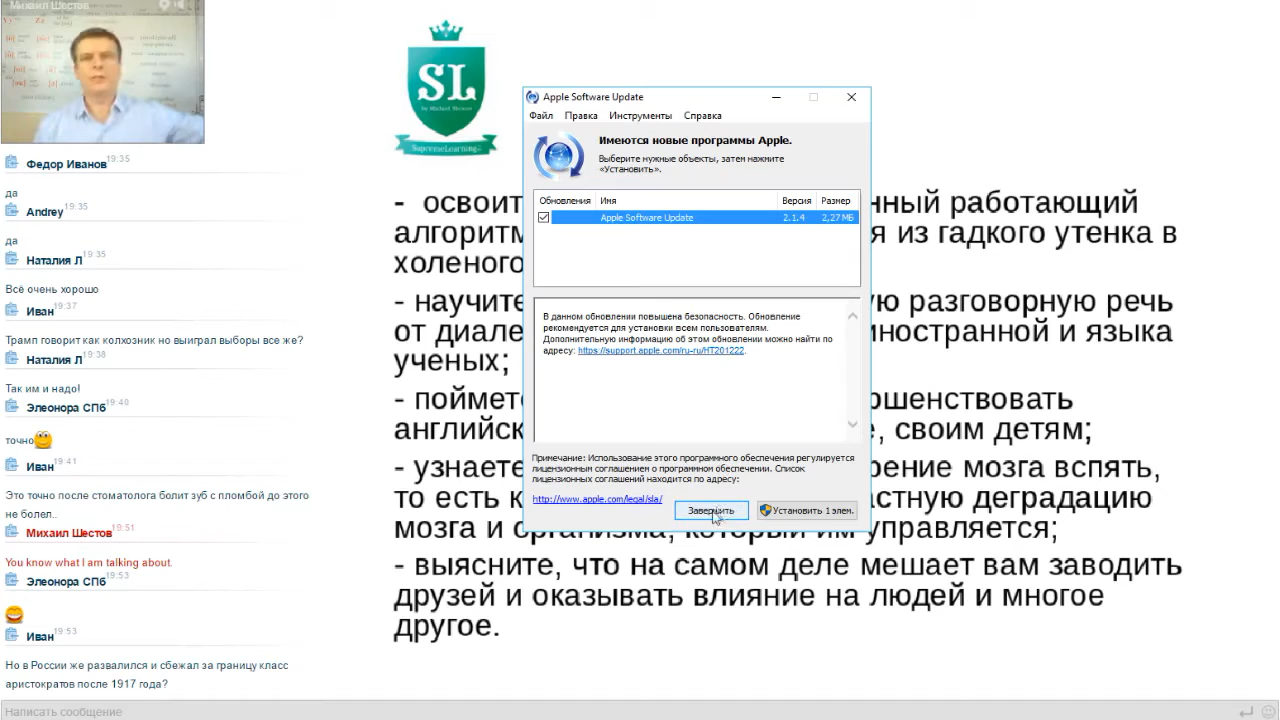 Михаил Шестов
Федор Иванов 19:35
да
Andrey 19:35
да
Наталия Л 19:35
Всё очень хорошо
Иван 19:37
Трамп говорит как колхозник но выиграл выборы все же?
Наталия Л 19:38
Так им и надо!
Элеонора СПб 19:40
точно
Иван 19:41
Это точно после стоматолога болит зуб с пломбой до этого
не болел..
Михаил Шестов 19:51
You know what I am talking about.
Элеонора СПб 19:53
Иван 19:53
Но в России же развалился и сбежал за границу класс
аристократов после 1917 года?
Написать сообщение
SL
by Michael Shestov
SupremeLearning
Apple Software Update
Файл Правка Инструменты Справка
Имеются новые программы Apple.
Выберите нужные объекты, затем нажмите
«Установить».
Обновления Имя Версия Размер
Apple Software Update 2.1.4 2,27 МБ
В данном обновлении повышена безопасность. Обновление
рекомендуется для установки всем пользователям.
Дополнительную информацию об этом обновлении можно найти по
адресу: https://support.apple.com/ru-ru/HT201222.
Примечание: Использование этого программного обеспечения регулируется
лицензионным соглашением о программном обеспечении. Список
лицензионных соглашений находится по адресу:
http://www.apple.com/legal/sla/
Завершить Установить 1 элем.
- освоит нный работающий
алгоритм я из гадкого утенка в
холеного
- научите ую разговорную речь
от диале иностранной и языка
ученых;
- поймете ршенствовать
английск е, своим детям;
- узнаете рение мозга вспять,
то есть к астную деградацию
мозга и организма, который им управляется;
- выясните, что на самом деле мешает вам заводить
друзей и оказывать влияние на людей и многое
другое.